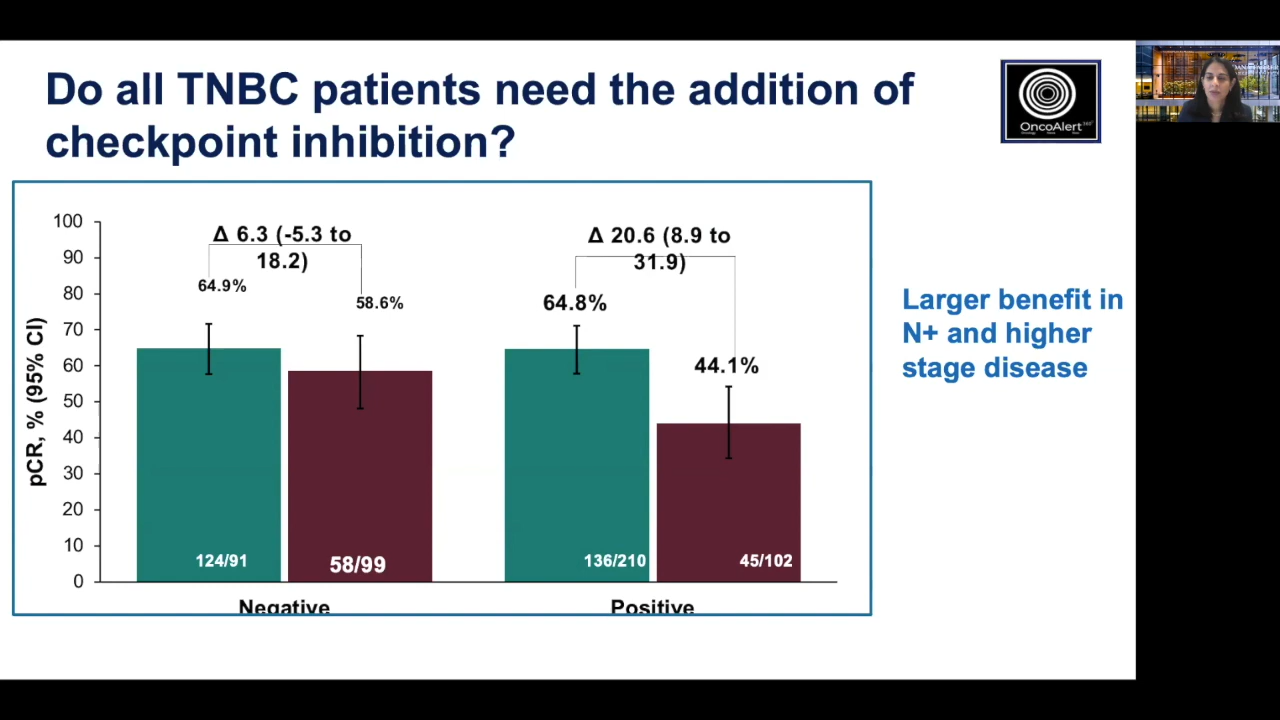 Do all TNBC patients need the addition of
checkpoint inhibition?
OncoAlert
pCR, % (95% CI)
100
90
80
70
60
50
40
30
20
10
0
Δ 6.3 (-5.3 to
18.2)
64.9%
58.6%
124/91
58/99
Negative
Δ 20.6 (8.9 to
31.9)
64.8%
44.1%
136/210
45/102
Positive
Larger benefit in
N+ and higher
stage disease